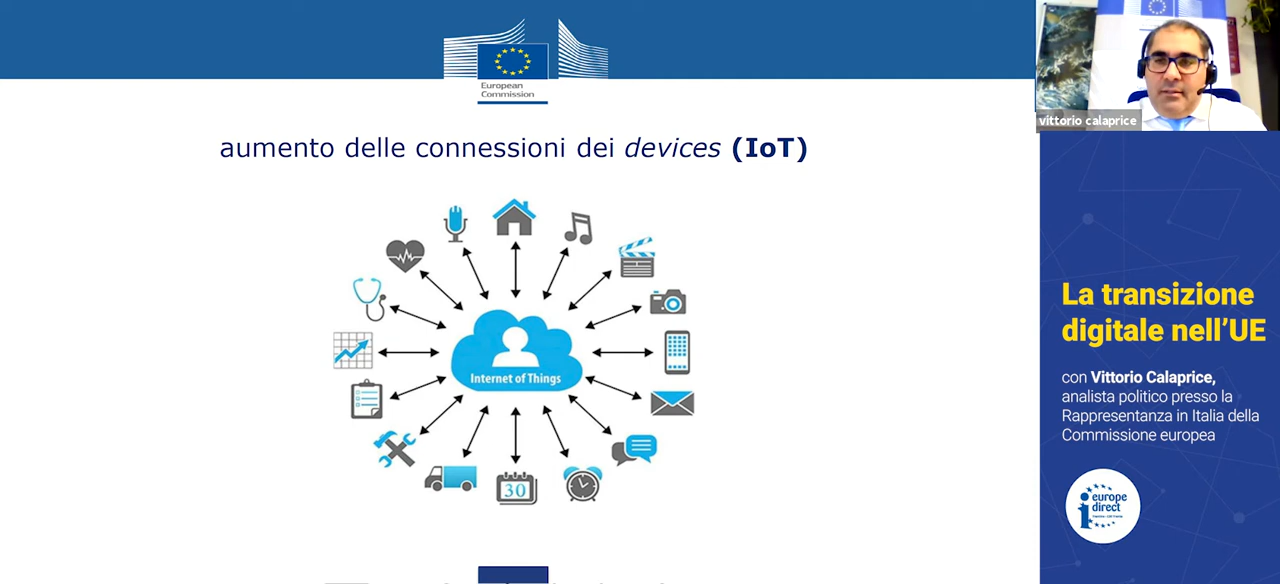 European
Commission
aumento delle connessioni dei devices (IoT)
Internet of Things
30
vittorio calaprice
La transizione
digitale nell'UE
con Vittorio Calaprice,
analista politico presso la
Rappresentanza in Italia della
Commissione europea
europe
direct